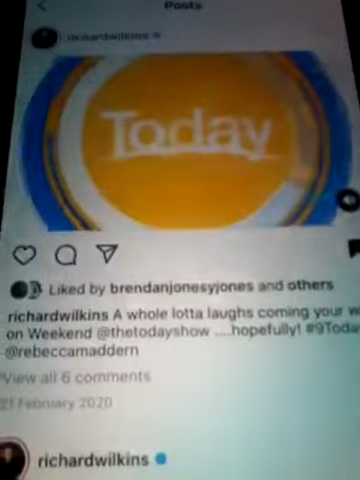 Posts
richardwilkins
Today
Liked by brendanjonesyjones and others
richardwilkins A whole lotta laughs coming your
on Weekend @thetodayshow ....hopefully! #9Today
@rebeccamaddern
View all 6 comments
21 February 2020
richardwilkins